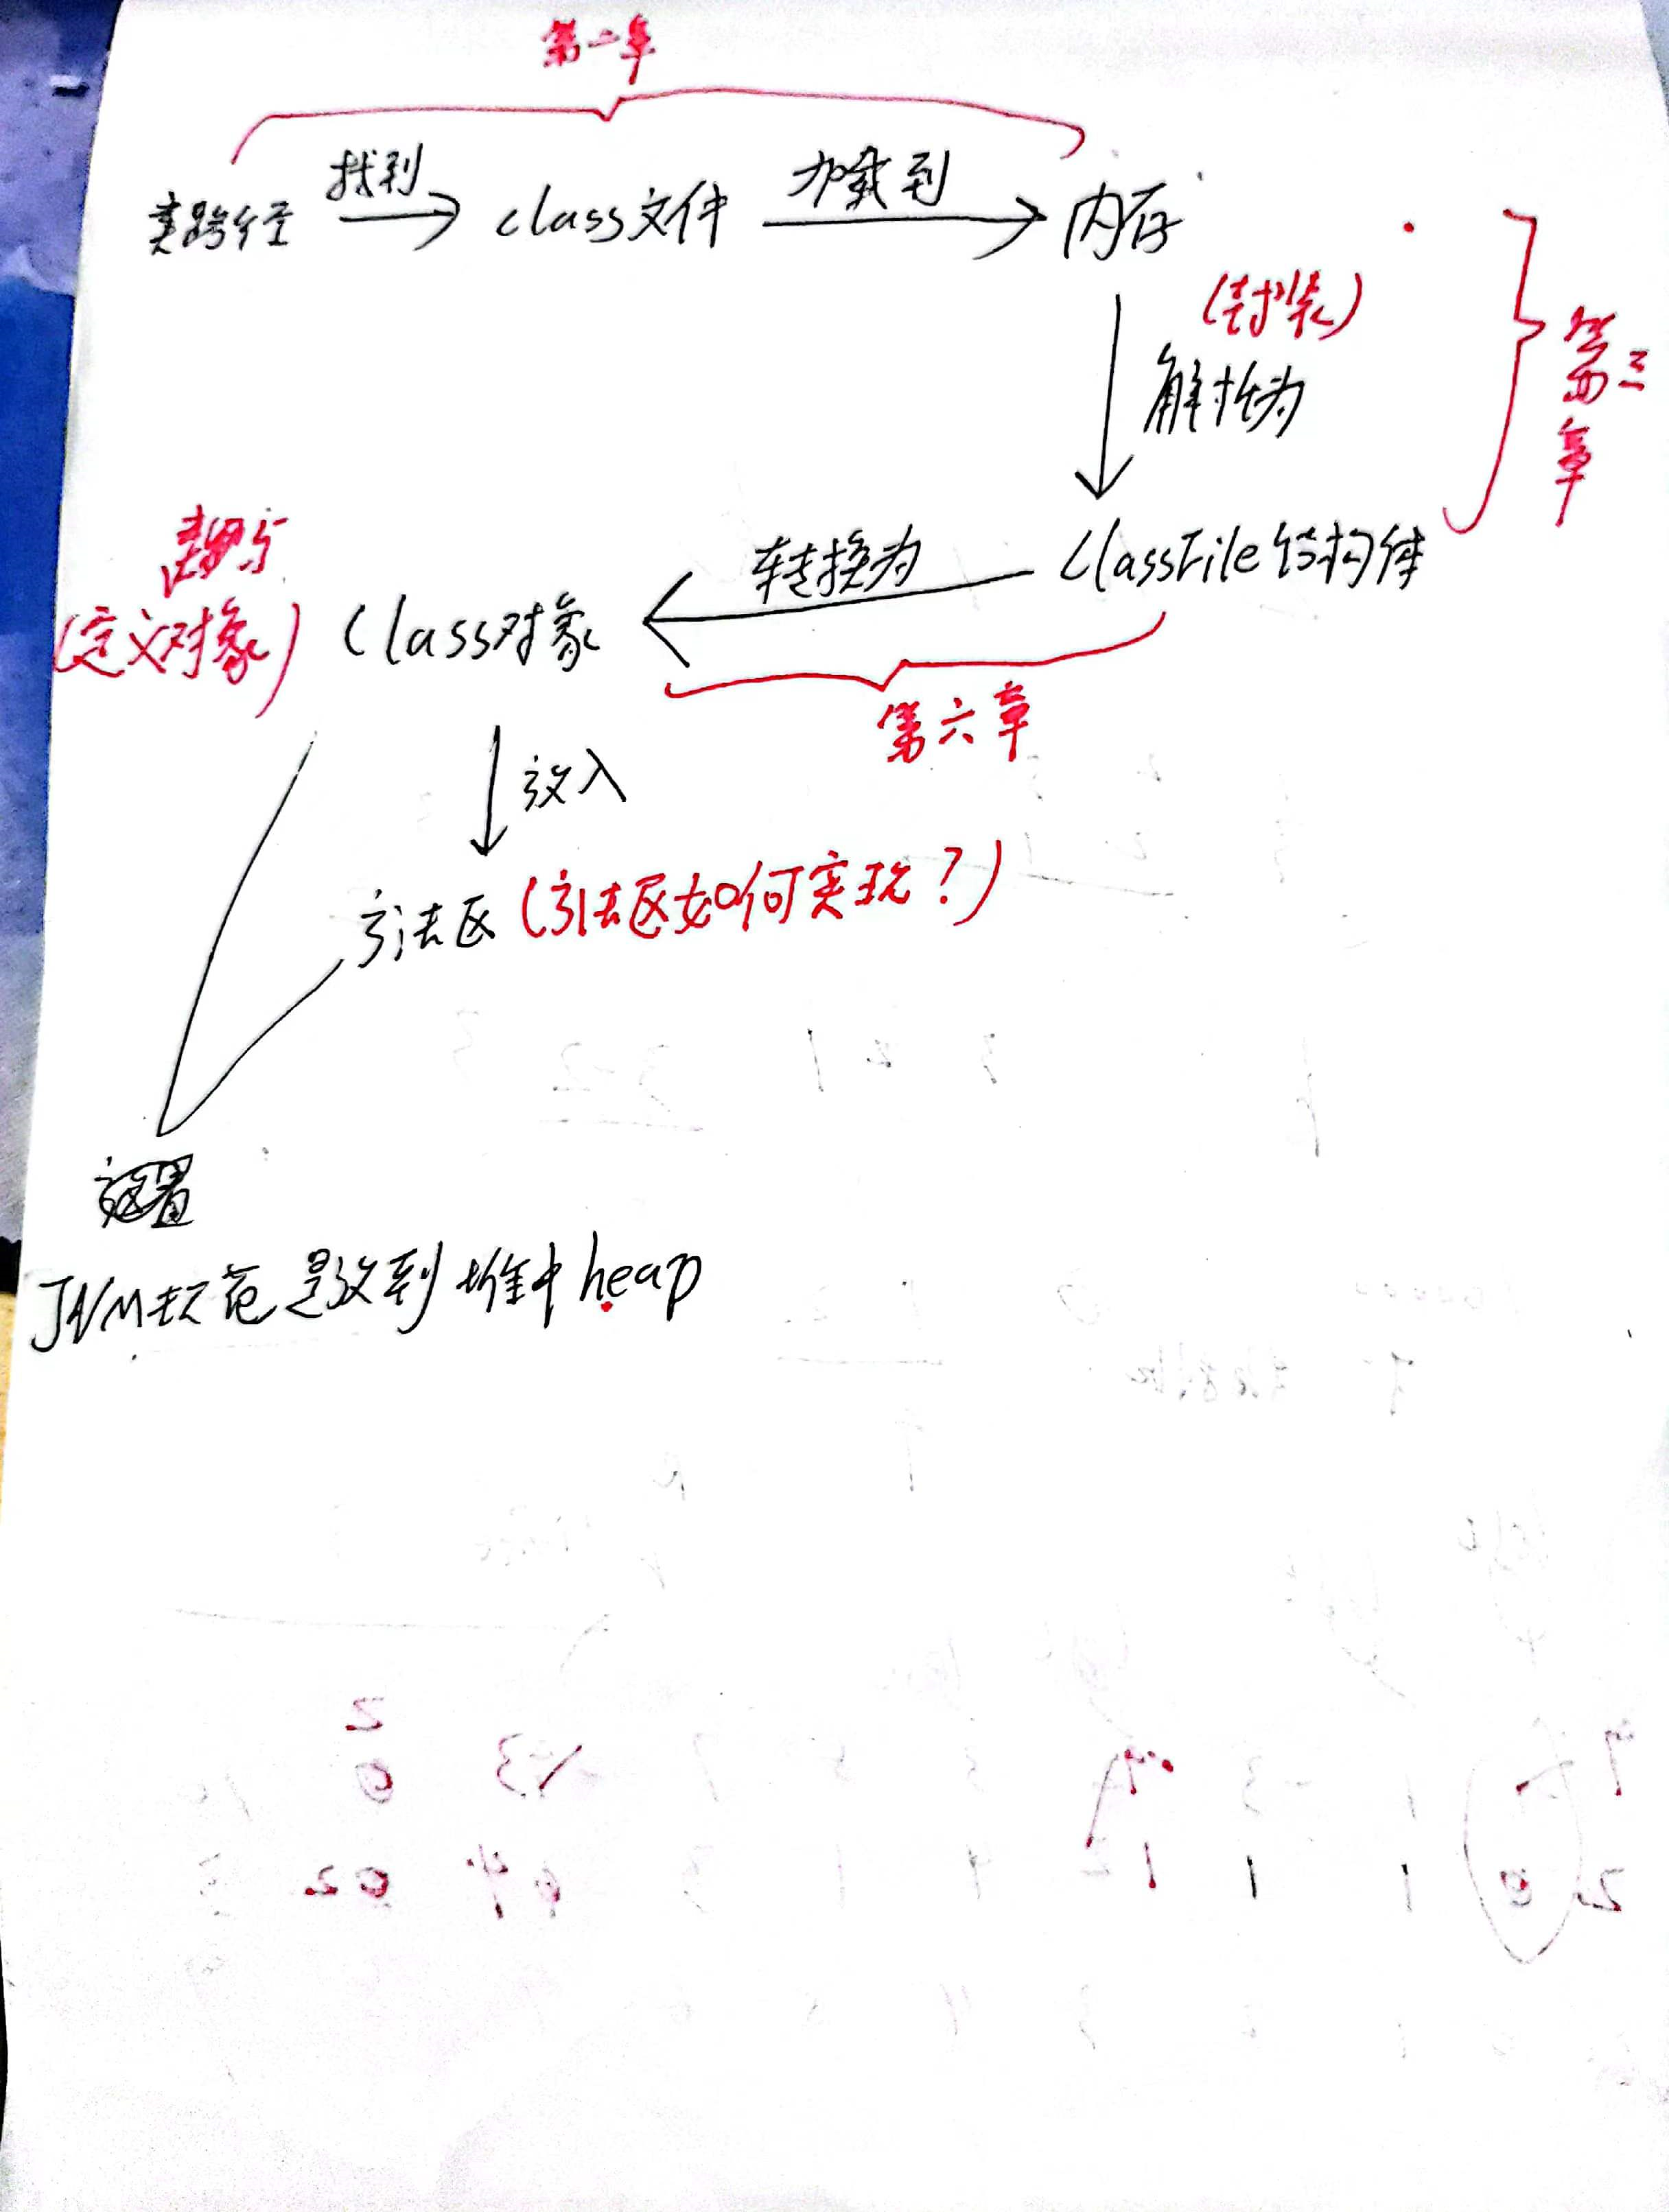 第二章
类路径 找到 class文件 加载到 内存
(封装)
解析为
第三章
ClassFile结构体
转换为
Class对象
(定义对象)
第六章
放入
方法区 (方法区如何实现?)
放置
JVM规范是放到堆中heap